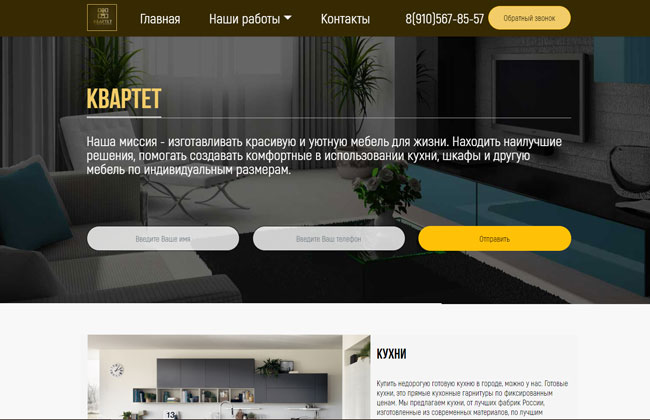 КВАРТЕТ
Главная Наши работы Контакты 8(910)567-85-57 Обратный звонок
КВАРТЕТ
Наша миссия - изготавливать красивую и уютную мебель для жизни. Находить наилучшие
решения, помогать создавать комфортные в использовании кухни, шкафы и другую
мебель по индивидуальным размерам.
Введите Ваше имя Введите Ваш телефон Отправить
КУХНИ
Купить недорогую готовую кухню в городе, можно у нас. Готовые
кухни, это прямые кухонные гарнитуры по фиксированным
ценам. Мы предлагаем кухни, от лучших фабрик России,
изготовленные из современных материалов, по лучшим
13